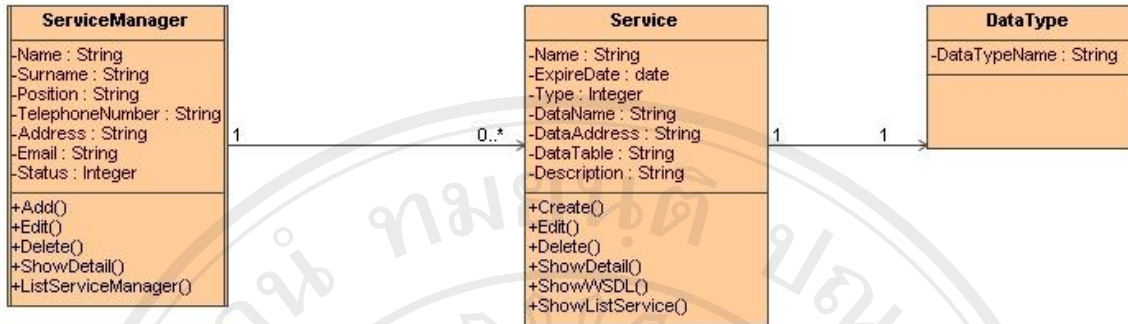 ServiceManager
-Name : String
-Surname : String
-Position : String
-TelephoneNumber : String
-Address : String
-Email : String
-Status : Integer
+Add()
+Edit()
+Delete()
+ShowDetail()
+ListServiceManager()
1
0..*
Service
-Name : String
-ExpireDate : date
-Type : Integer
-DataName : String
-DataAddress : String
-DataTable : String
-Description : String
+Create()
+Edit()
+Delete()
+ShowDetail()
+ShowWSDL()
+ShowListService()
1
1
DataType
-DataTypeName : String